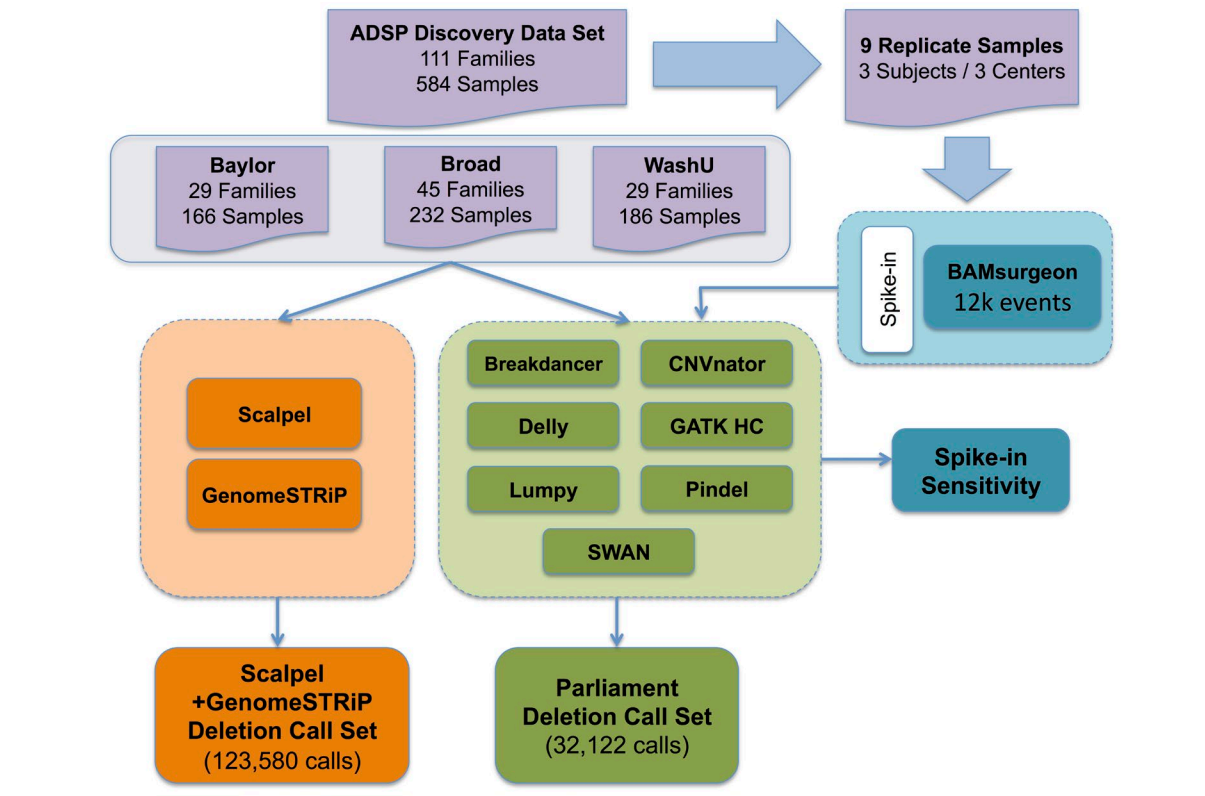 ADSP Discovery Data Set
111 Families
584 Samples
9 Replicate Samples
3 Subjects / 3 Centers
Baylor
29 Families
166 Samples
Broad
45 Families
232 Samples
WashU
29 Families
186 Samples
Spike-in
BAMsurgeon
12k events
Scalpel
GenomeSTRiP
Breakdancer
CNVnator
Delly
GATK HC
Lumpy
Pindel
SWAN
Spike-in
Sensitivity
Scalpel
+GenomeSTRiP
Deletion Call Set
(123,580 calls)
Parliament
Deletion Call Set
(32,122 calls)